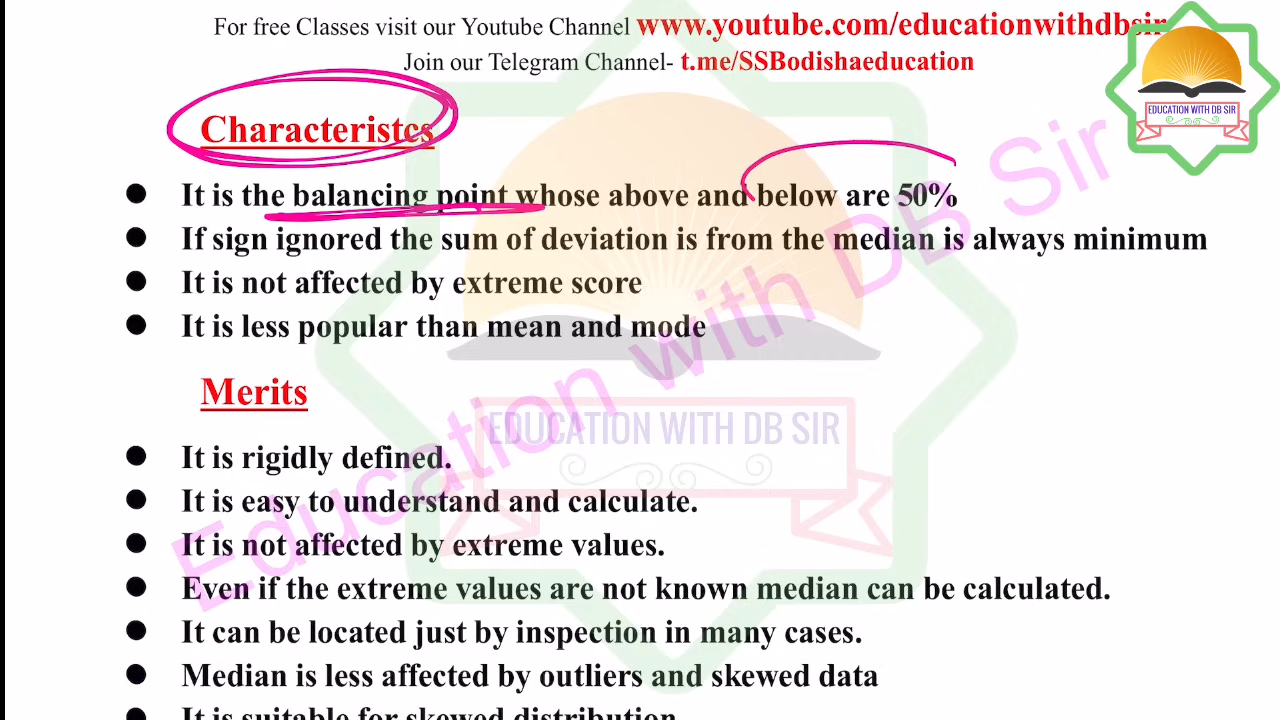 For free Classes visit our Youtube Channel www.youtube.com/educationwithdbsir
Join our Telegram Channel- t.me/SSBodishaeducation
EDUCATION WITH DB SIR
Characteristcs
● It is the balancing point whose above and below are 50%
● If sign ignored the sum of deviation is from the median is always minimum
● It is not affected by extreme score
● It is less popular than mean and mode
Merits
● It is rigidly defined.
EDUCATION WITH DB SIR
Education with DB Sir
● It is easy to understand and calculate.
● It is not affected by extreme values.
● Even if the extreme values are not known median can be calculated.
● It can be located just by inspection in many cases.
● Median is less affected by outliers and skewed data
● It is suitable for skewed distribution